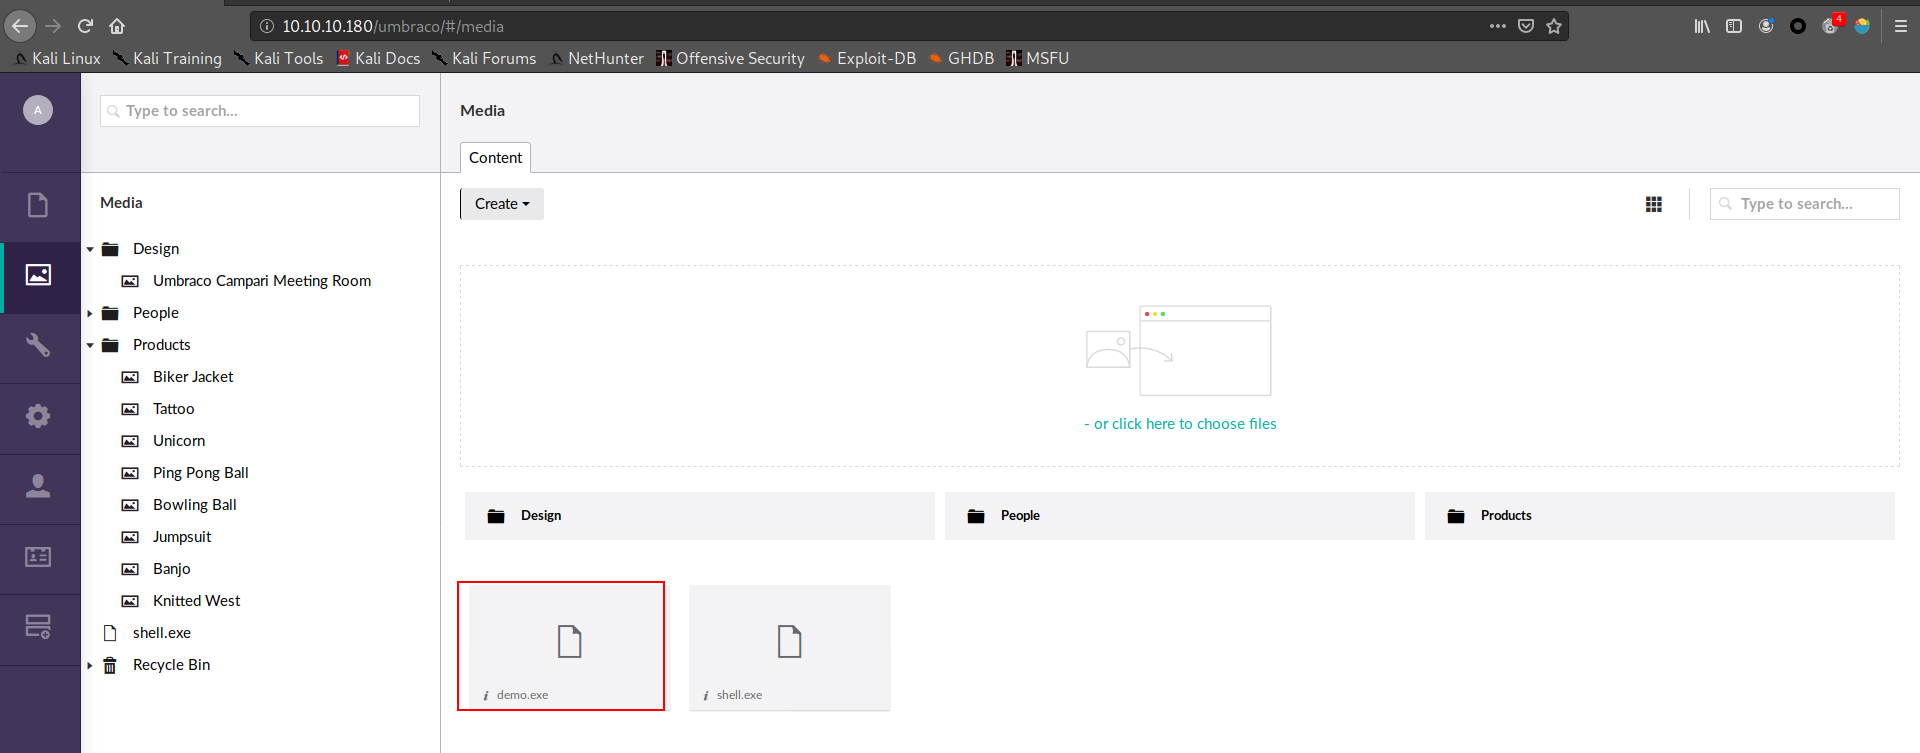 10.10.10.180/umbraco/#/media
4
Kali Linux Kali Training Kali Tools Kali Docs Kali Forums NetHunter Offensive Security Exploit-DB GHDB MSFU
A
Type to search...
Media
Content
Media
Create
Type to search...
Design
Umbraco Campari Meeting Room
People
Products
Biker Jacket
Tattoo
Unicorn
Ping Pong Ball
Bowling Ball
Jumpsuit
Banjo
Knitted West
shell.exe
Recycle Bin
- or click here to choose files
Design People Products
i demo.exe i shell.exe